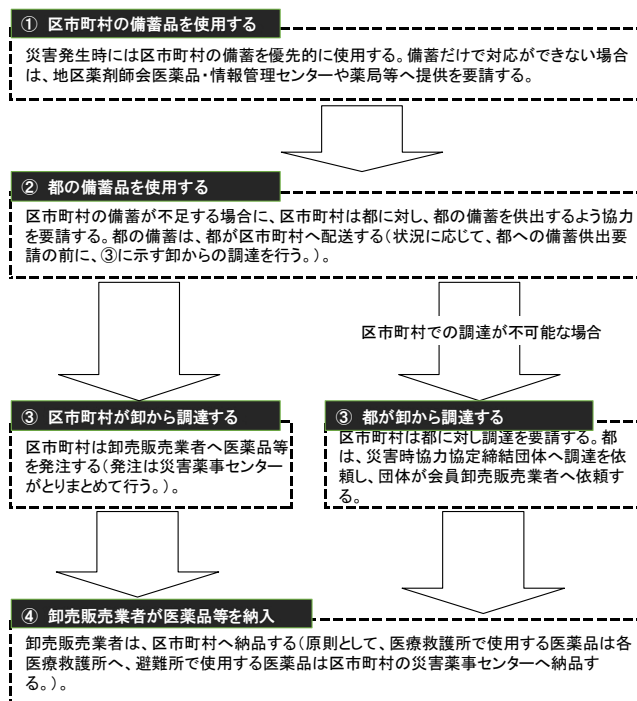 ① 区市町村の備蓄品を使用する
災害発生時には区市町村の備蓄を優先的に使用する。備蓄だけで対応ができない場合
は、地区薬剤師会医薬品・情報管理センターや薬局等へ提供を要請する。
② 都の備蓄品を使用する
区市町村の備蓄が不足する場合に、区市町村は都に対し、都の備蓄を供出するよう協力
を要請する。都の備蓄は、都が区市町村へ配送する（状況に応じて、都への備蓄供出要
請の前に、③に示す卸からの調達を行う。）。
区市町村での調達が不可能な場合
③ 区市町村が卸から調達する
区市町村は卸売販売業者へ医薬品等
を発注する（発注は災害薬事センター
がとりまとめて行う。）。
③ 都が卸から調達する
区市町村は都に対し調達を要請する。都
は、災害時協力協定締結団体へ調達を依
頼し、団体が会員卸売販売業者へ依頼す
る。
④ 卸売販売業者が医薬品等を納入
卸売販売業者は、区市町村へ納品する（原則として、医療救護所で使用する医薬品は各
医療救護所へ、避難所で使用する医薬品は区市町村の災害薬事センターへ納品す
る。）。